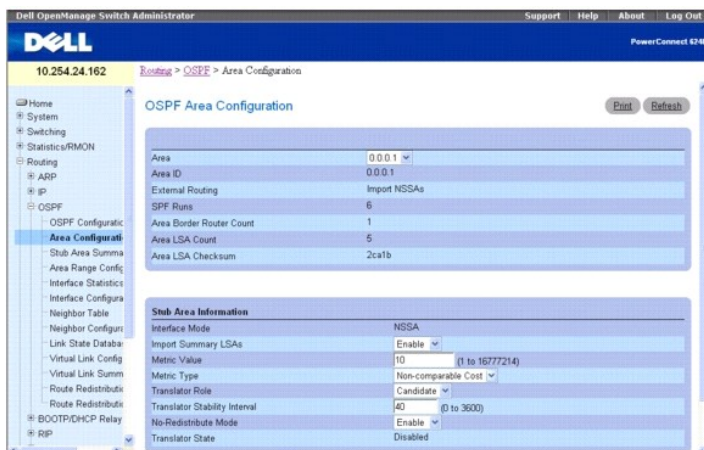 Dell OpenManage Switch Administrator
Support Help About Log Out
DELL
PowerConnect 624
10.254.24.162
Routing > OSPF > Area Configuration
Home
System
Switching
Statistics/RMON
Routing
ARP
IP
OSPF
OSPF Configuratic
Area Configurati
Stub Area Summa
Area Range Config
Interface Statistics
Interface Configura
Neighbor Table
Neighbor Configura
Link State Databas
Virtual Link Config
Virtual Link Summ
Route Redistributic
Route Redistributic
BOOTP/DHCP Relay
RIP
OSPF Area Configuration
Print Refresh
Area 0.0.0.1
Area ID 0.0.0.1
External Routing Import NSSAs
SPF Runs 6
Area Border Router Count 1
Area LSA Count 5
Area LSA Checksum 2ca1b
Stub Area Information
Interface Mode NSSA
Import Summary LSAs Enable
Metric Value 10 (1 to 16777214)
Metric Type Non-comparable Cost
Translator Role Candidate
Translator Stability Interval 40 (0 to 3600)
No-Redistribute Mode Enable
Translator State Disabled